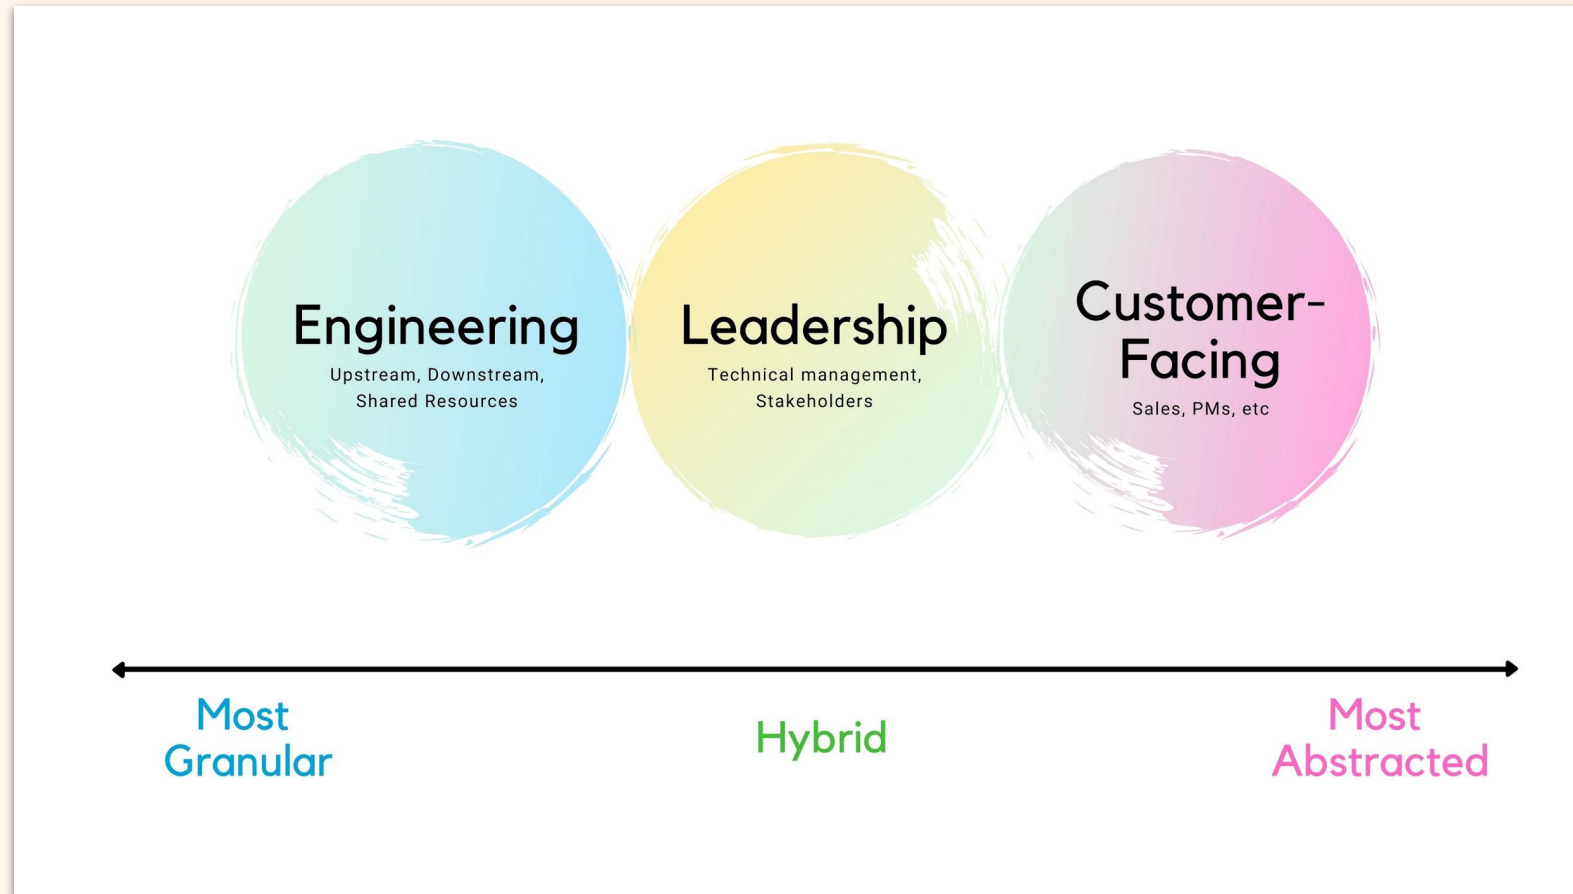 Engineering
Upstream, Downstream,
Shared Resources
Leadership
Technical management,
Stakeholders
Customer-
Facing
Sales, PMs, etc
Most
Granular
Hybrid
Most
Abstracted